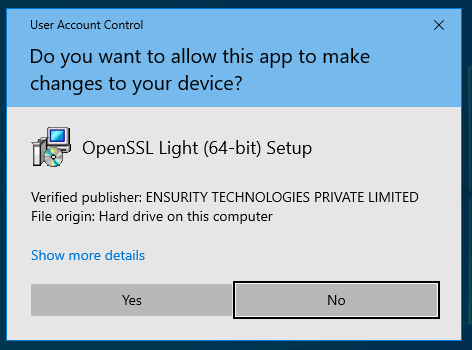 User Account Control
Do you want to allow this app to make
changes to your device?
OpenSSL Light (64-bit) Setup
Verified publisher: ENSURITY TECHNOLOGIES PRIVATE LIMITED
File origin: Hard drive on this computer
Show more details
Yes
No